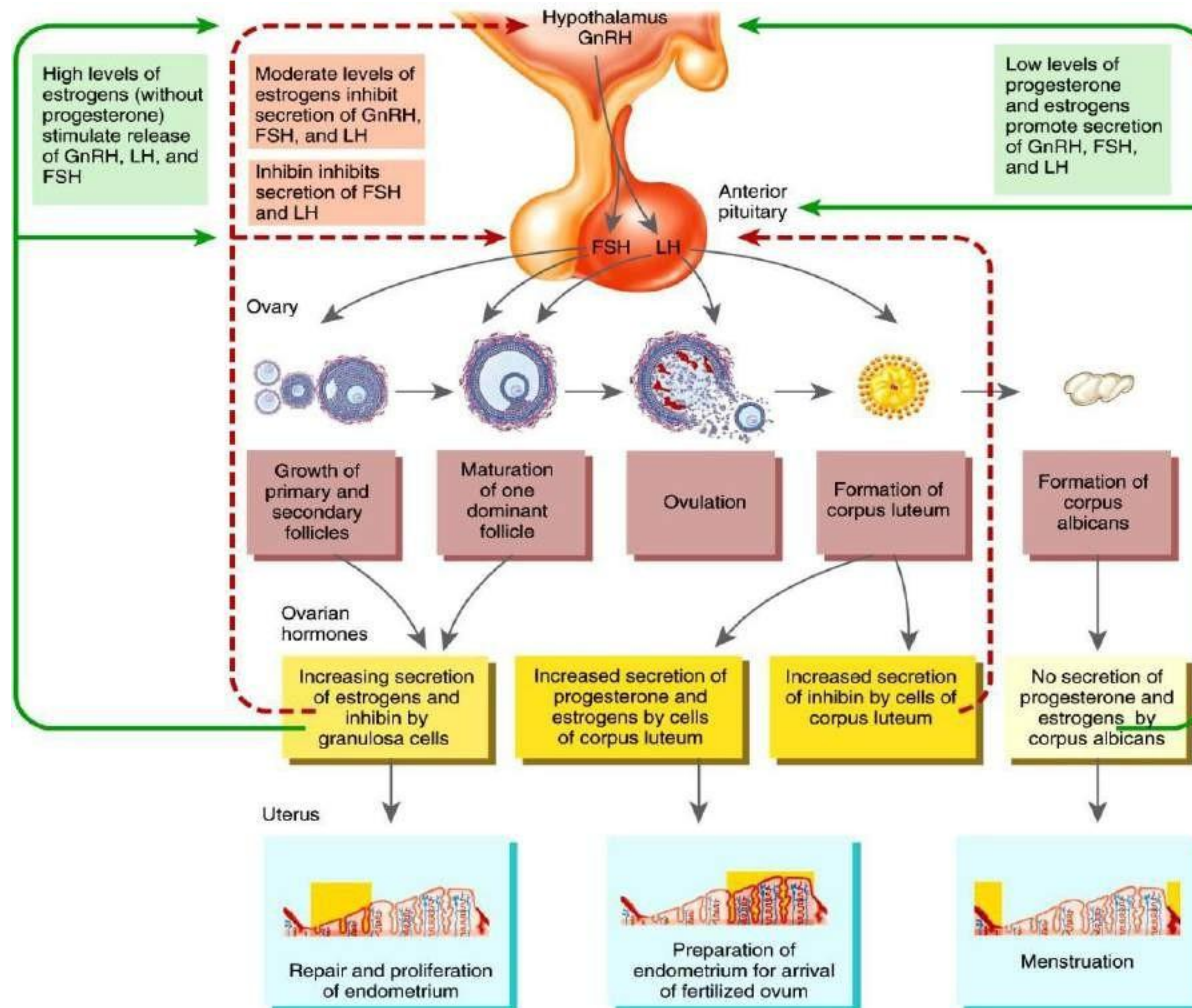 Hypothalamus
GnRH
High levels of
estrogens (without
progesterone)
stimulate release
of GnRH, LH, and
FSH
Moderate levels of
estrogens inhibit
secretion of GnRH,
FSH, and LH
Inhibin inhibits
secretion of FSH
and LH
Low levels of
progesterone
and estrogens
promote secretion
of GnRH, FSH,
and LH
Anterior
pituitary
FSH
LH
Ovary
Growth of
primary and
secondary
follicles
Maturation
of one
dominant
follicle
Ovulation
Formation of
corpus luteum
Formation of
corpus
albicans
Ovarian
hormones
Increasing secretion
of estrogens and
inhibin by
granulosa cells
Increased secretion of
progesterone and
estrogens by cells
of corpus luteum
Increased secretion
of inhibin by cells of
corpus luteum
No secretion of
progesterone and
estrogens by
corpus albicans
Uterus
Repair and proliferation
of endometrium
Preparation of
endometrium for arrival
of fertilized ovum
Menstruation